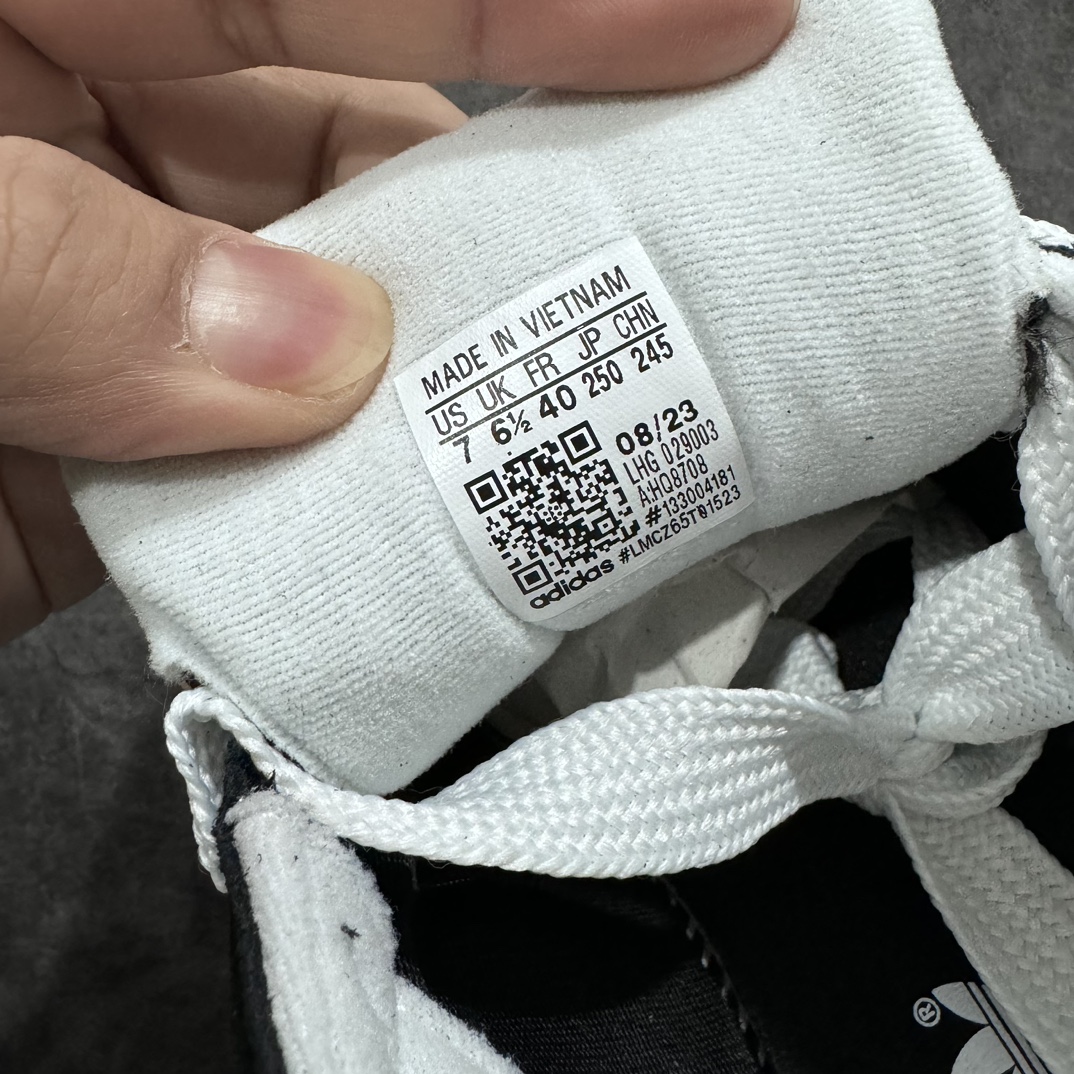 MADE IN VIETNAM
US UK FR JP CHN
7 6½ 40 250 245
08/23
LHG 029003
A:HQ8708
#133004181
#LMCZ65T01523
adidas
®